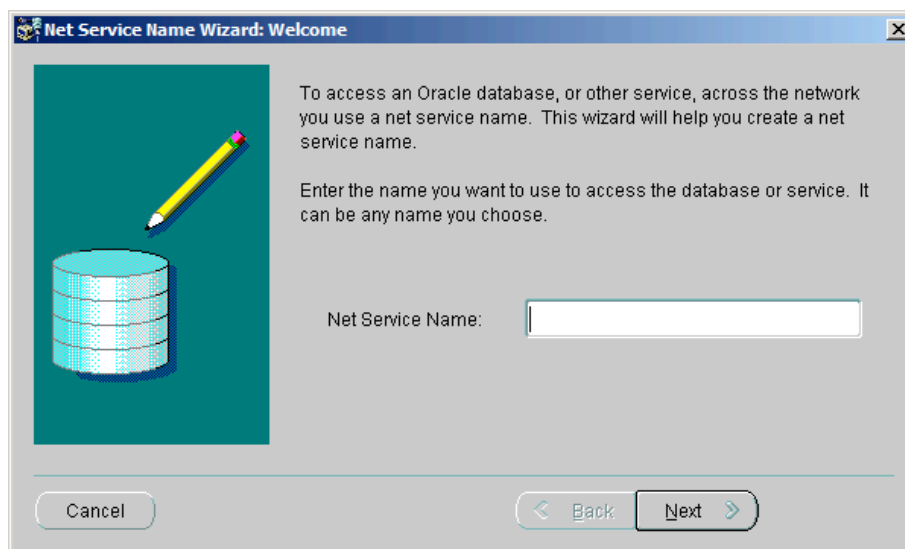 Net Service Name Wizard: Welcome
To access an Oracle database, or other service, across the network
you use a net service name. This wizard will help you create a net
service name.
Enter the name you want to use to access the database or service. It
can be any name you choose.
Net Service Name:
Cancel
Back
Next